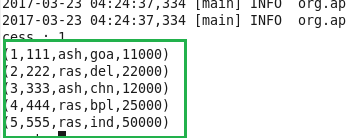 2017-03-23 04:24:37,334 [main] INFO org.ap
2017-03-23 04:24:37,334 [main] INFO org.ap
cess : 1
(1,111,ash,goa,11000)
(2,222,ras,del,22000)
(3,333,ash,chn,12000)
(4,444,ras,bpl,25000)
(5,555,ras,ind,50000)